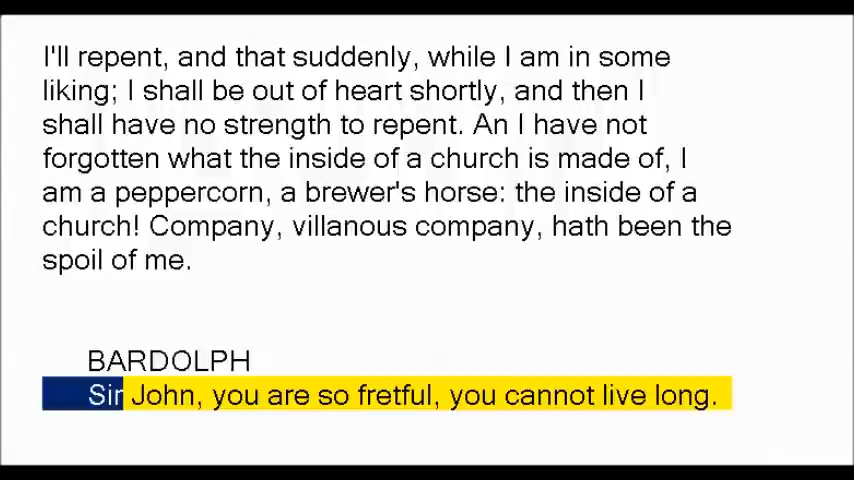 I'll repent, and that suddenly, while I am in some
liking; I shall be out of heart shortly, and then I
shall have no strength to repent. An I have not
forgotten what the inside of a church is made of, I
am a peppercorn, a brewer's horse: the inside of a
church! Company, villanous company, hath been the
spoil of me.
BARDOLPH
Sir John, you are so fretful, you cannot live long.